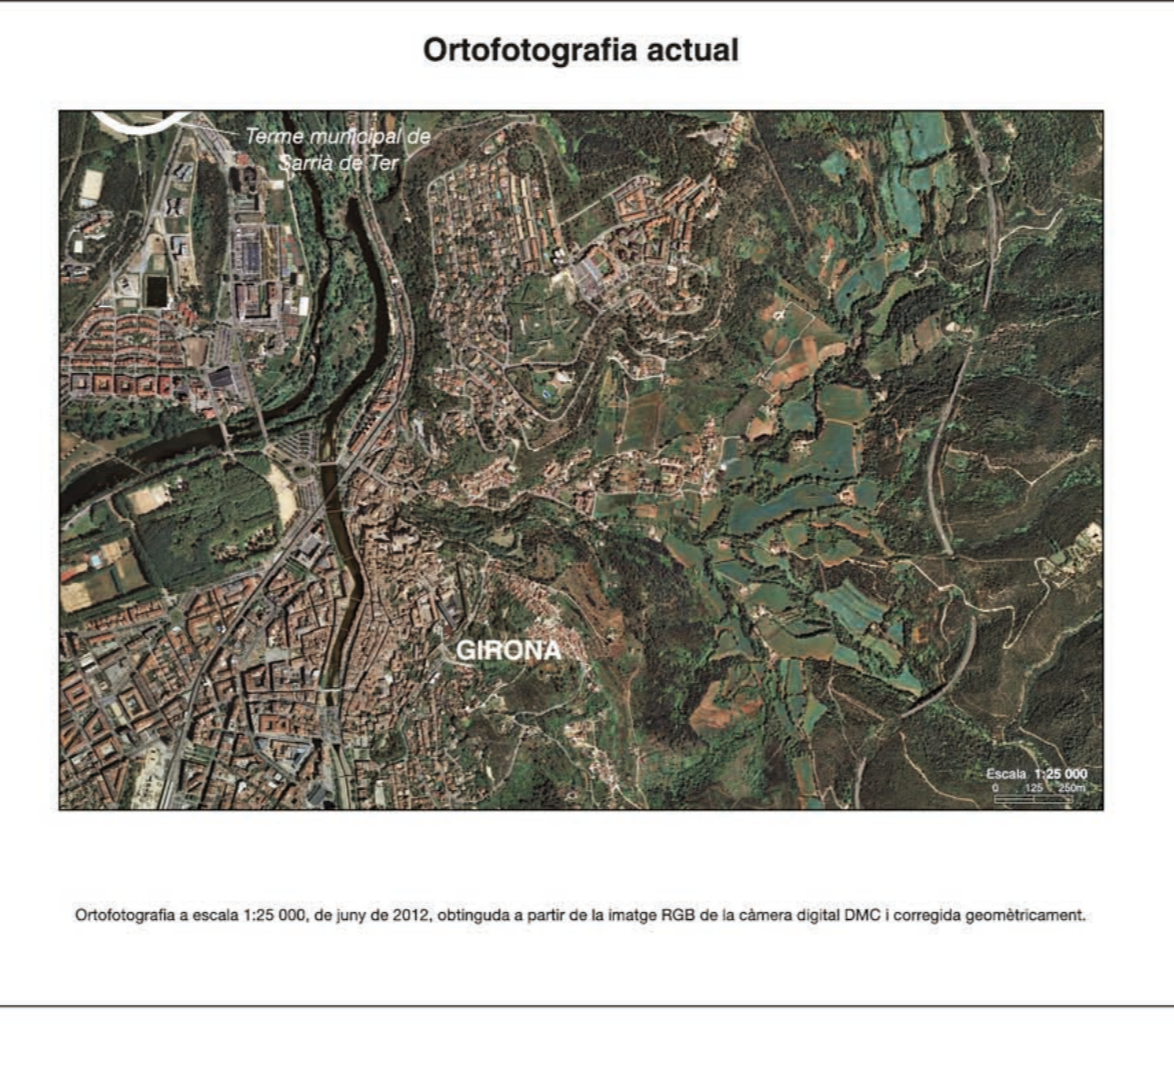 Ortofotografia actual
Terme municipal de
Sarrià de Ter
GIRONA
Escala 1:25 000
0 125 250m
Ortofotografia a escala 1:25 000, de juny de 2012, obtinguda a partir de la imatge RGB de la càmera digital DMC i corregida geomètricament.